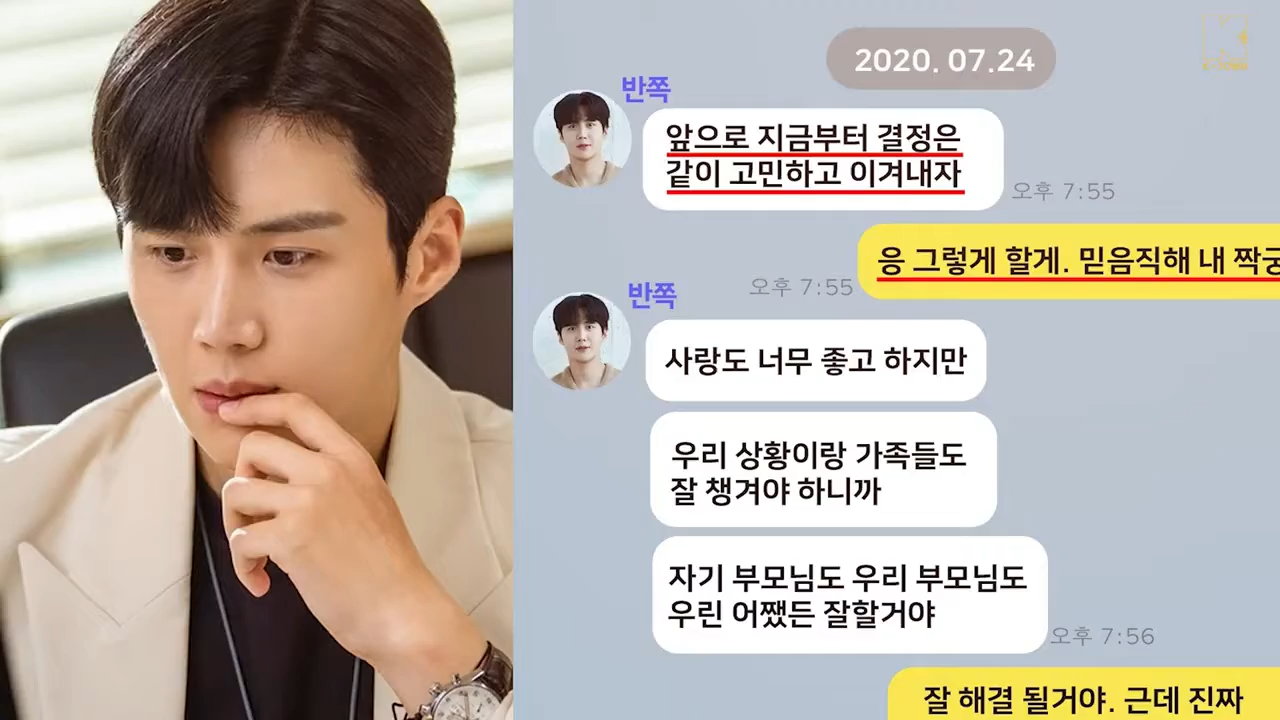 2020. 07.24
반쪽
앞으로 지금부터 결정은
같이 고민하고 이겨내자
오후 7:55
응 그렇게 할게. 믿음직해 내 짝궁
오후 7:55
반쪽
사랑도 너무 좋고 하지만
우리 상황이랑 가족들도
잘 챙겨야 하니까
자기 부모님도 우리 부모님도
우린 어쨌든 잘할거야
오후 7:56
잘 해결 될거야. 근데 진짜